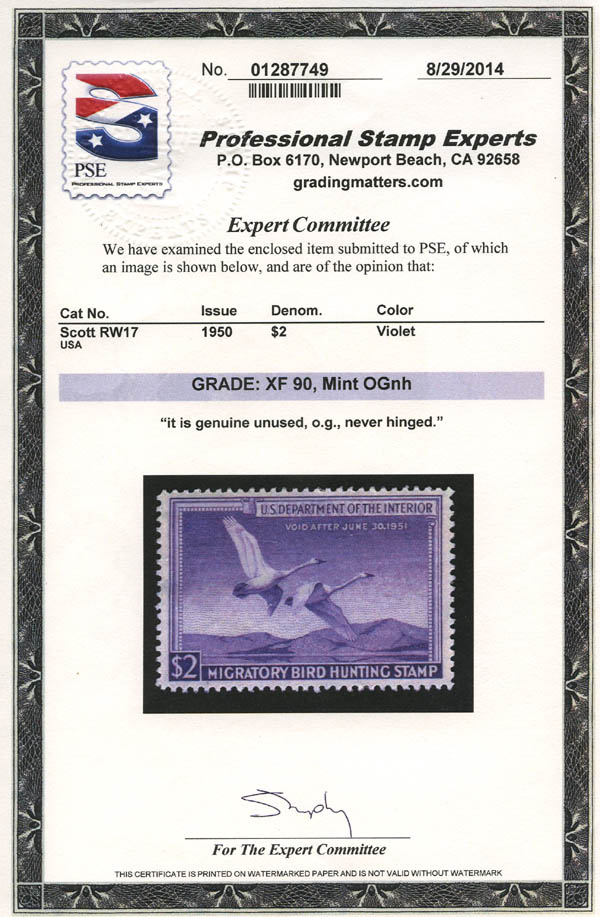 No. 01287749 8/29/2014
PSE
PROFESSIONAL STAMP EXPERTS
Professional Stamp Experts
P.O. Box 6170, Newport Beach, CA 92658
gradingmatters.com
Expert Committee
We have examined the enclosed item submitted to PSE, of which
an image is shown below, and are of the opinion that:
Cat No. Issue Denom. Color
Scott RW17 1950 $2 Violet
USA
GRADE: XF 90, Mint OGnh
“it is genuine unused, o.g., never hinged.”
U.S. DEPARTMENT OF THE INTERIOR
VOID AFTER JUNE 30, 1951
$2 MIGRATORY BIRD HUNTING STAMP
For The Expert Committee
THIS CERTIFICATE IS PRINTED ON WATERMARKED PAPER AND IS NOT VALID WITHOUT WATERMARK